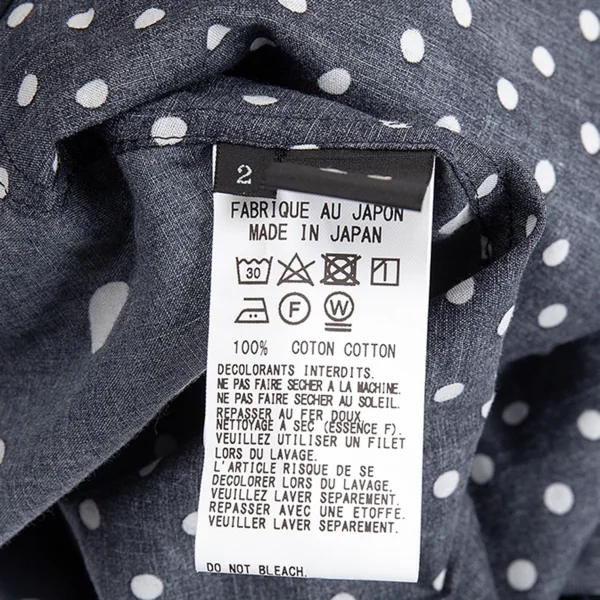 2
FABRIQUE AU JAPON
MADE IN JAPAN
30
F
W
100% COTON COTTON
DECOLORANTS INTERDITS.
NE PAS FAIRE SECHER A LA MACHINE.
NE PAS FAIRE SECHER AU SOLEIL.
REPASSER AU FER DOUX
NETTOYAGE A SEC (ESSENCE F).
VEUILLEZ UTILISER UN FILET
LORS DU LAVAGE.
L'ARTICLE RISQUE DE SE
DECOLORER LORS DU LAVAGE.
VEUILLEZ LAVER SEPAREMENT.
REPASSER AVEC UNE ETOFFE.
VEUILLER LAVER SEPAREMENT.
DO NOT BLEACH.